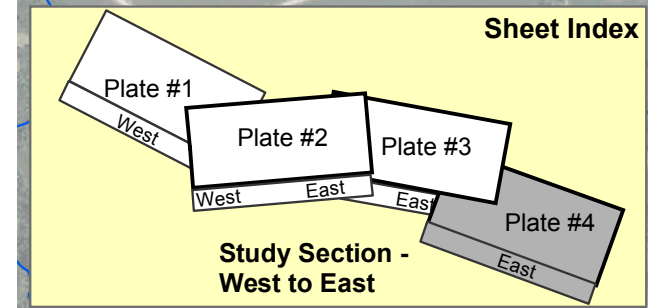 Sheet Index
Plate #1
West
Plate #2
West East
Plate #3
East
Plate #4
East
Study Section -
West to East